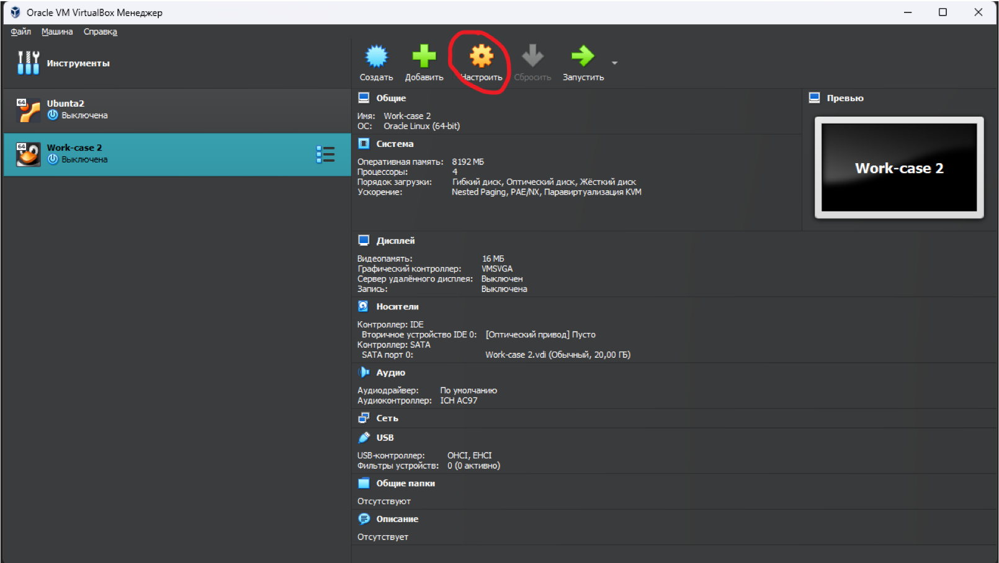 Oracle VM VirtualBox Менеджер
Файл Машина Справка
Инструменты
Создать Добавить Настроить Сбросить Запустить
64
Ubunta2
Выключена
64
Work-case 2
Выключена
Общие
Имя: Work-case 2
ОС: Oracle Linux (64-bit)
Превью
Work-case 2
Система
Оперативная память: 8192 МБ
Процессоры: 4
Порядок загрузки: Гибкий диск, Оптический диск, Жёсткий диск
Ускорение: Nested Paging, PAE/NX, Паравиртуализация KVM
Дисплей
Видеопамять: 16 МБ
Графический контроллер: VMSVGA
Сервер удалённого дисплея: Выключен
Запись: Выключена
Носители
Контроллер: IDE
Вторичное устройство IDE 0: [Оптический привод] Пусто
Контроллер: SATA
SATA порт 0: Work-case 2.vdi (Обычный, 20,00 ГБ)
Аудио
Аудиодрайвер: По умолчанию
Аудиоконтроллер: ICH AC97
Сеть
USB
USB-контроллер: OHCI, EHCI
Фильтры устройств: 0 (0 активно)
Общие папки
Отсутствуют
Описание
Отсутствует